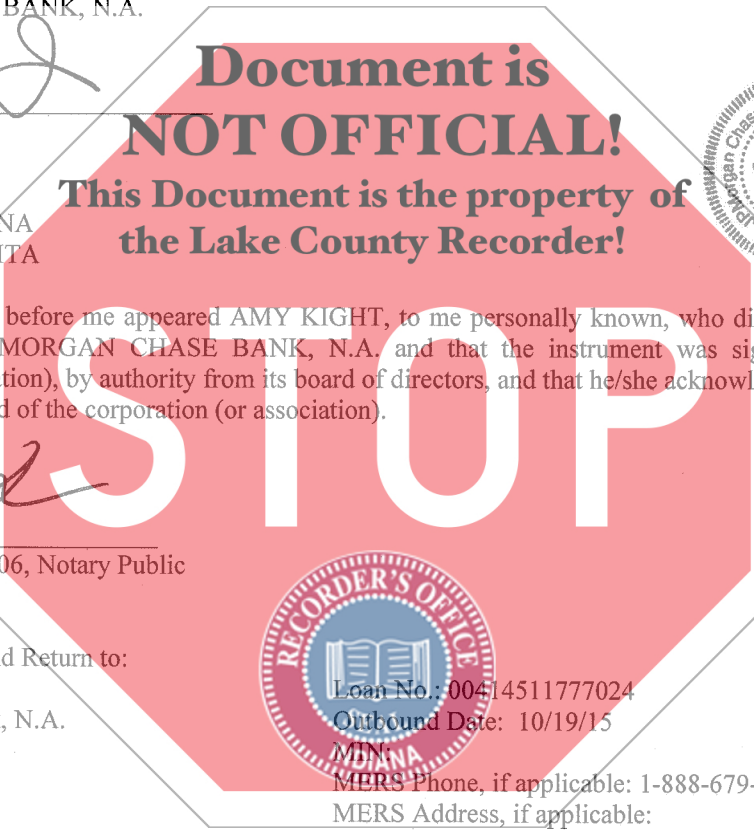 BANK, N.A.
Document is
NOT OFFICIAL!
This Document is the property of
the Lake County Recorder!
JPMorgan Chase
NA
ITA
before me appeared AMY KIGHT, to me personally known, who di
MORGAN CHASE BANK, N.A. and that the instrument was sig
tion), by authority from its board of directors, and that he/she acknowl
d of the corporation (or association).
STOP
06, Notary Public
RECORDER'S OFFICE
INDIANA
d Return to:
, N.A.
Loan No.: 00414511777024
Outbound Date: 10/19/15
MIN:
MERS Phone, if applicable: 1-888-679-
MERS Address, if applicable: